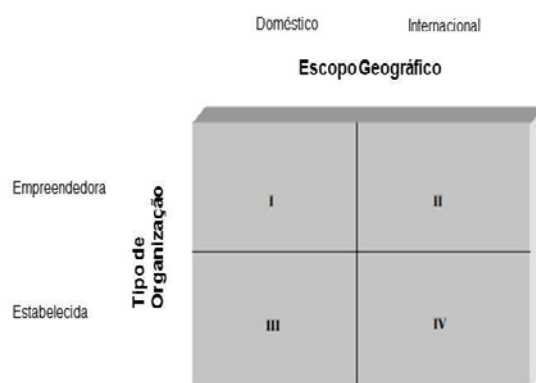 Doméstico Internacional
Escopo Geográfico
Empreendedora
I II
Tipo de
Organização
Estabelecida
III IV